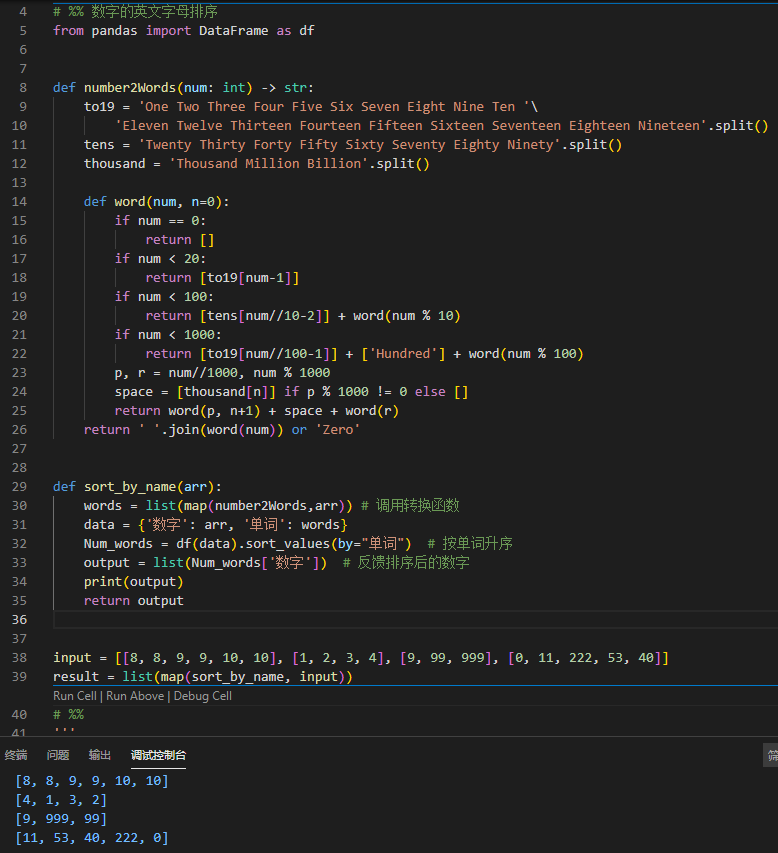 4 # %% 数字的英文字母排序
5 from pandas import DataFrame as df
6
7
8 def number2Words(num: int) -> str:
9     to19 = 'One Two Three Four Five Six Seven Eight Nine Ten '\
10         'Eleven Twelve Thirteen Fourteen Fifteen Sixteen Seventeen Eighteen Nineteen'.split()
11     tens = 'Twenty Thirty Forty Fifty Sixty Seventy Eighty Ninety'.split()
12     thousand = 'Thousand Million Billion'.split()
13
14     def word(num, n=0):
15         if num == 0:
16             return []
17         if num < 20:
18             return [to19[num-1]]
19         if num < 100:
20             return [tens[num//10-2]] + word(num % 10)
21         if num < 1000:
22             return [to19[num//100-1]] + ['Hundred'] + word(num % 100)
23         p, r = num//1000, num % 1000
24         space = [thousand[n]] if p % 1000 != 0 else []
25         return word(p, n+1) + space + word(r)
26     return ' '.join(word(num)) or 'Zero'
27
28
29 def sort_by_name(arr):
30     words = list(map(number2Words,arr)) # 调用转换函数
31     data = {'数字': arr, '单词': words}
32     Num_words = df(data).sort_values(by="单词")  # 按单词升序
33     output = list(Num_words['数字'])  # 反馈排序后的数字
34     print(output)
35     return output
36
37
38 input = [[8, 8, 9, 9, 10, 10], [1, 2, 3, 4], [9, 99, 999], [0, 11, 222, 53, 40]]
39 result = list(map(sort_by_name, input))
Run Cell | Run Above | Debug Cell
40 # %%
41 '''
终端 问题 输出 调试控制台 筛
[8, 8, 9, 9, 10, 10]
[4, 1, 3, 2]
[9, 999, 99]
[11, 53, 40, 222, 0]